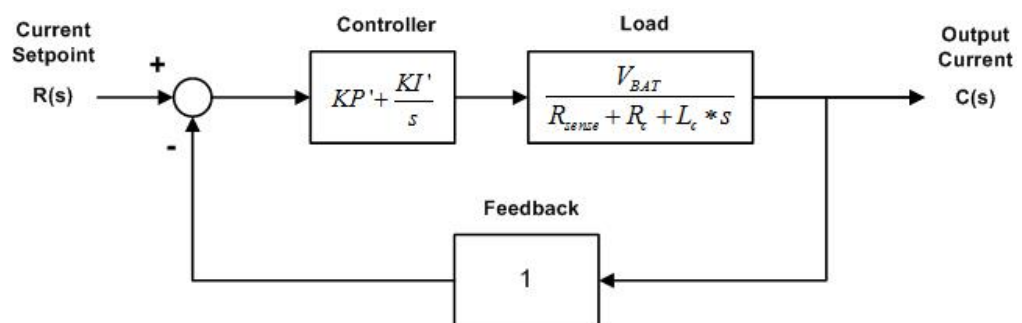 Current
Setpoint
R(s)
+
-
Controller
KP'+ KI'/s
Load
V_BAT / (R_sense + R_c + L_c * s)
Output
Current
C(s)
Feedback
1